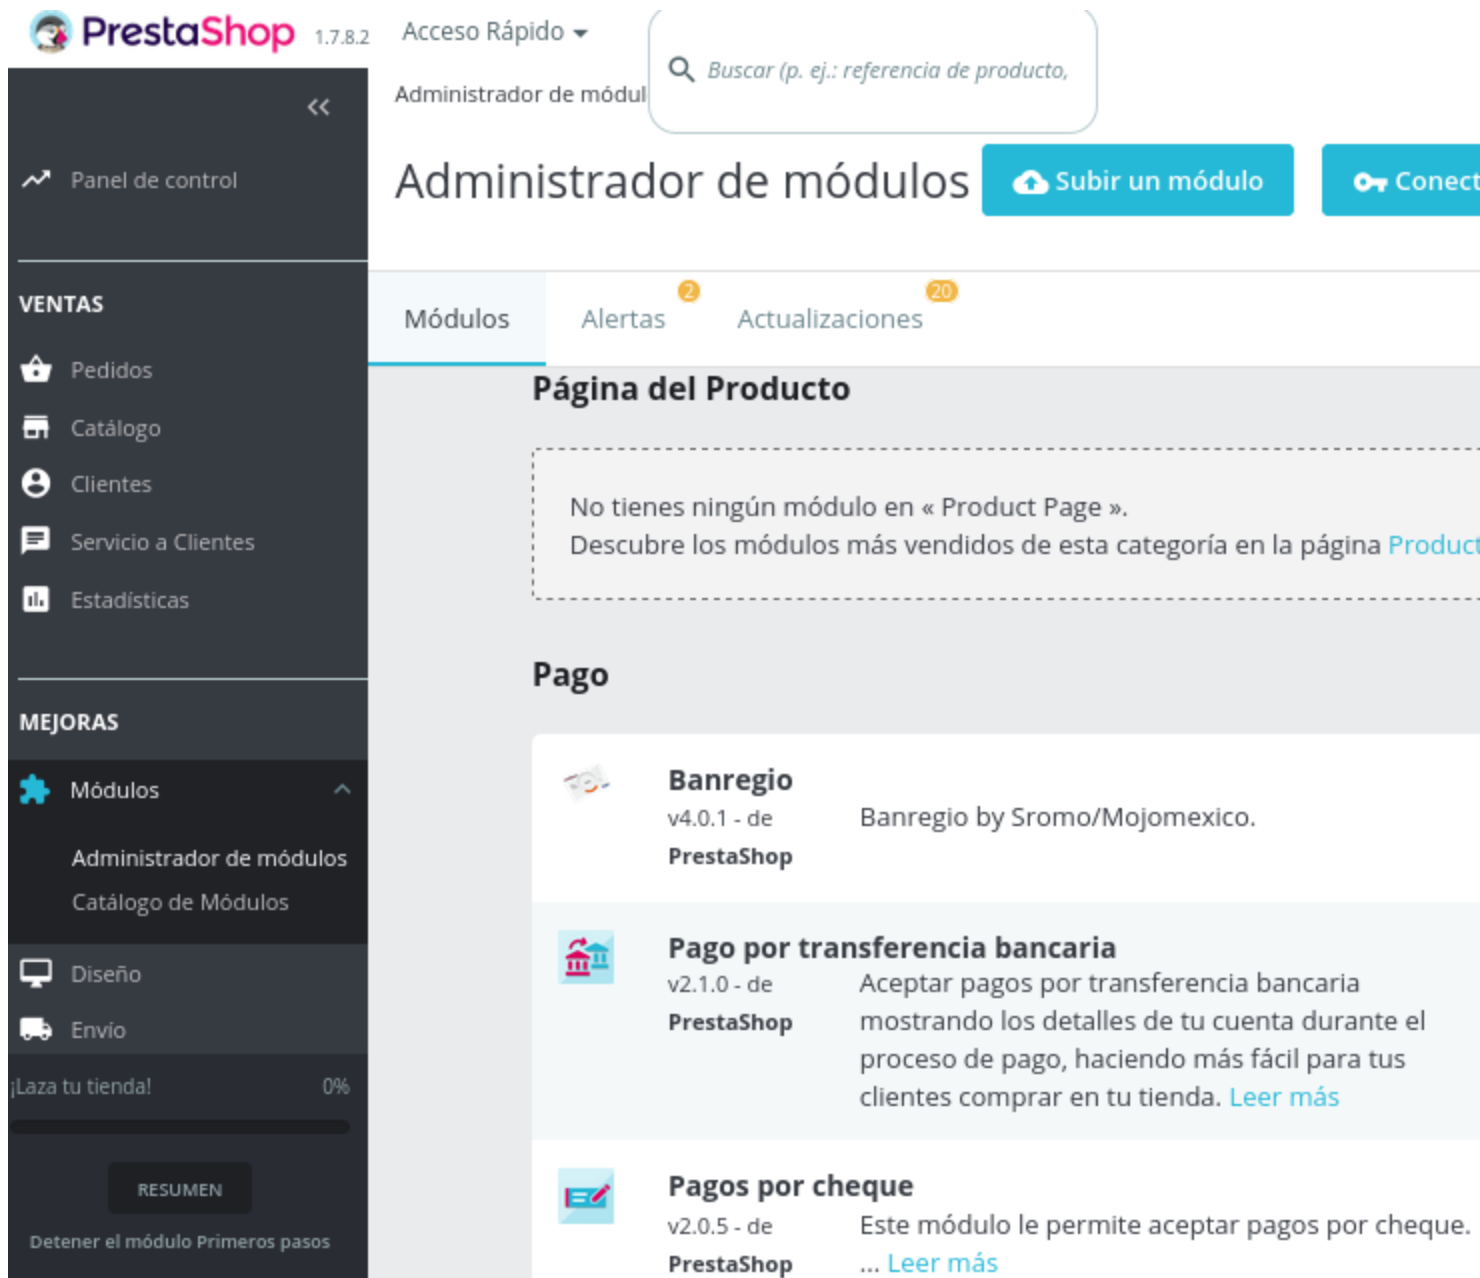 PrestaShop 1.7.8.2
Acceso Rápido
Buscar (p. ej.: referencia de producto,
Administrador de módul
Administrador de módulos
Subir un módulo
Conect
Módulos
Alertas 2
Actualizaciones 20
Panel de control
VENTAS
Pedidos
Catálogo
Clientes
Servicio a Clientes
Estadísticas
MEJORAS
Módulos
Administrador de módulos
Catálogo de Módulos
Diseño
Envío
¡Laza tu tienda! 0%
RESUMEN
Detener el módulo Primeros pasos
Página del Producto
No tienes ningún módulo en « Product Page ».
Descubre los módulos más vendidos de esta categoría en la página Product
Pago
Banregio
v4.0.1 - de
PrestaShop
Banregio by Sromo/Mojomexico.
Pago por transferencia bancaria
v2.1.0 - de
PrestaShop
Aceptar pagos por transferencia bancaria
mostrando los detalles de tu cuenta durante el
proceso de pago, haciendo más fácil para tus
clientes comprar en tu tienda. Leer más
Pagos por cheque
v2.0.5 - de
PrestaShop
Este módulo le permite aceptar pagos por cheque.
... Leer más